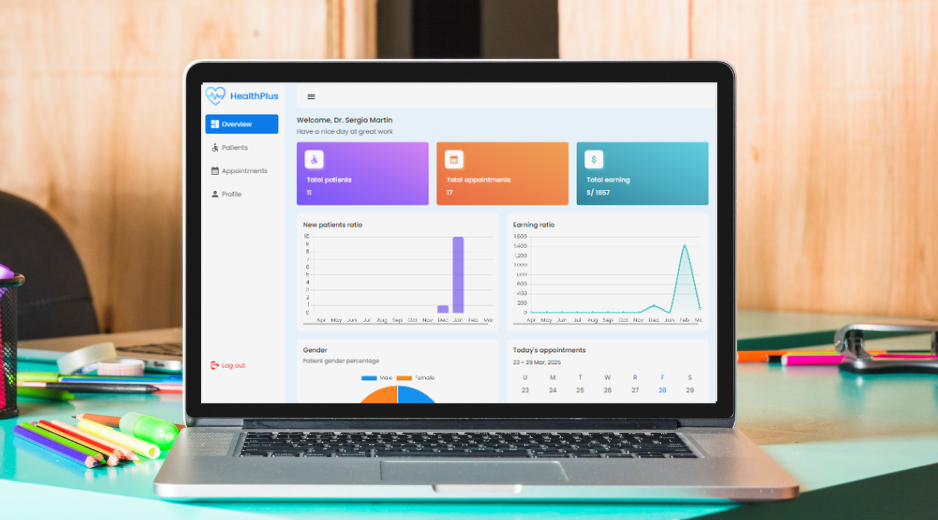 HealthPlus
Overview
Patients
Appointments
Profile
Log out
Welcome, Dr. Sergio Martin
Have a nice day at great work
Total patients
11
Total appointments
17
$
Total earning
S/ 1557
New patients ratio
10
9
8
7
6
5
4
3
2
1
0
Apr May Jun Jul Aug Sep Oct Nov Dec Jan Feb Mar
Earning ratio
1,600
1,400
1,200
1,000
800
600
400
200
0
Apr May Jun Jul Aug Sep Oct Nov Dec Jan Feb
Gender
Patient gender percentage
Male Female
Today's appointments
23 – 29 Mar, 2025
U M T W R F S
23 24 25 26 27 28 29